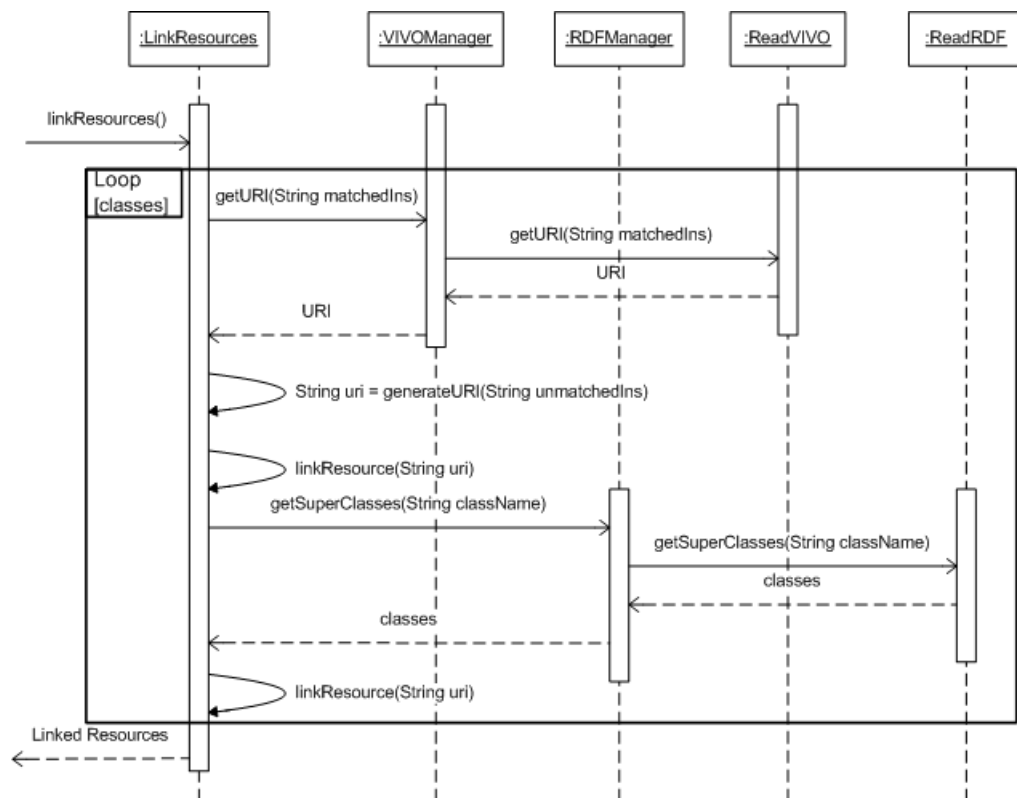 :LinkResources
:VIVOManager
:RDFManager
:ReadVIVO
:ReadRDF
linkResources()
Loop
[classes]
getURI(String matchedIns)
getURI(String matchedIns)
URI
URI
String uri = generateURI(String unmatchedIns)
linkResource(String uri)
getSuperClasses(String className)
getSuperClasses(String className)
classes
classes
linkResource(String uri)
Linked Resources